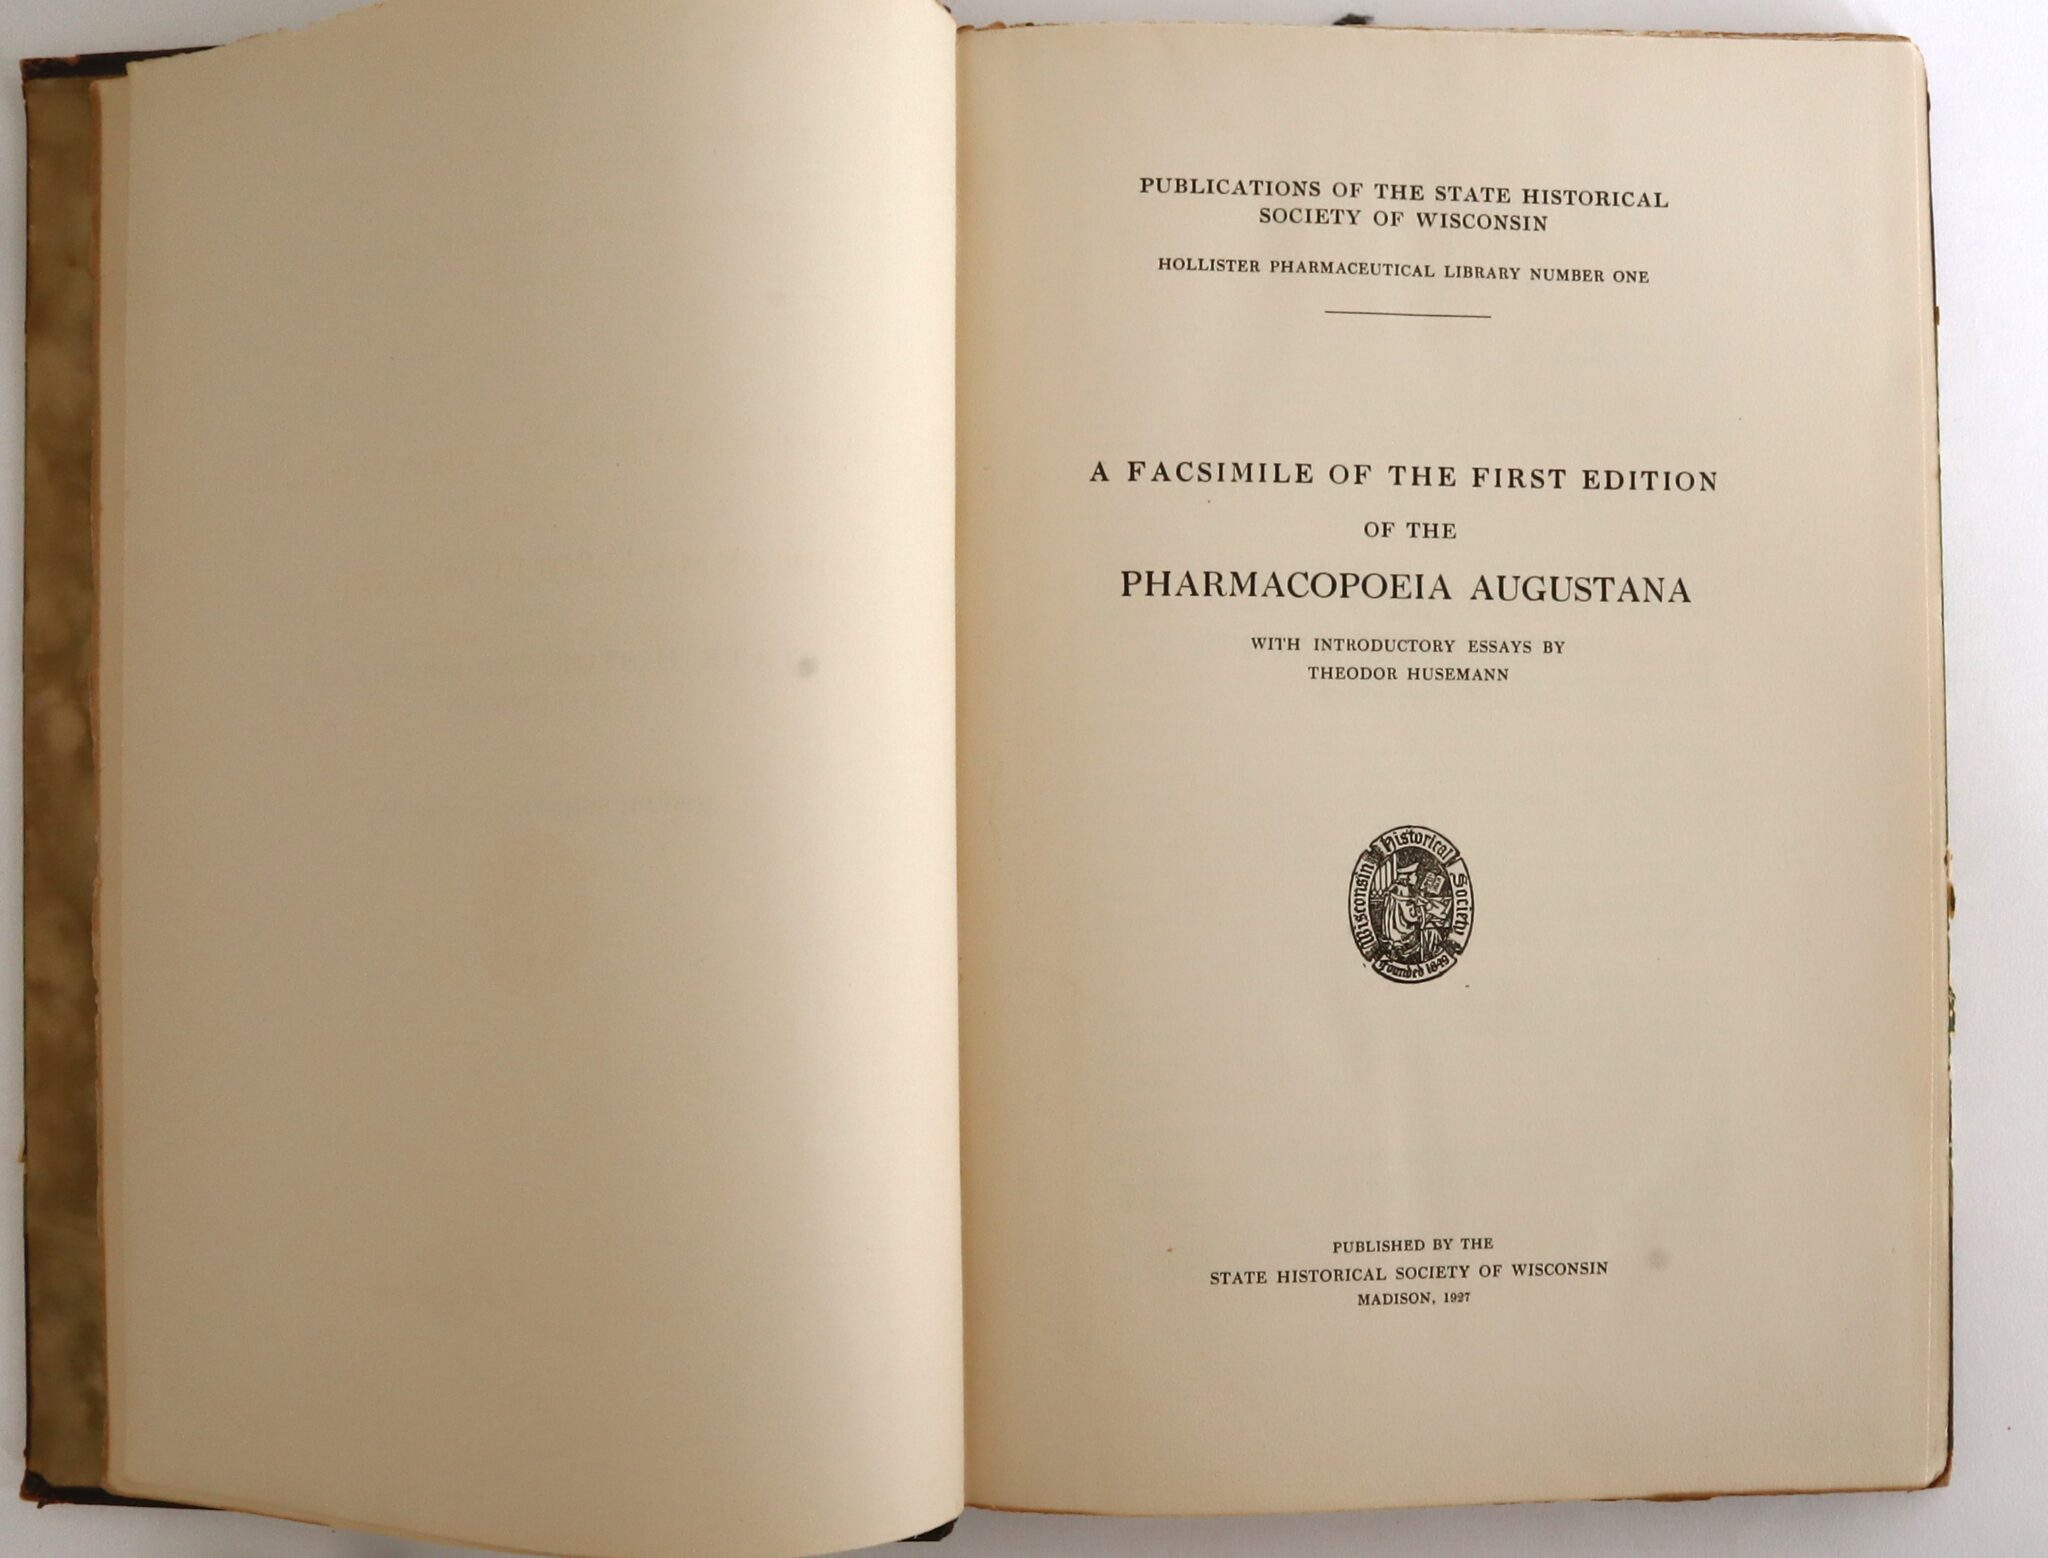 PUBLICATIONS OF THE STATE HISTORICAL
SOCIETY OF WISCONSIN
HOLLISTER PHARMACEUTICAL LIBRARY NUMBER ONE
A FACSIMILE OF THE FIRST EDITION
OF THE
PHARMACOPOEIA AUGUSTANA
WITH INTRODUCTORY ESSAYS BY
THEODOR HUSEMANN
Wisconsin Historical Society
Founded 1849
PUBLISHED BY THE
STATE HISTORICAL SOCIETY OF WISCONSIN
MADISON, 1927